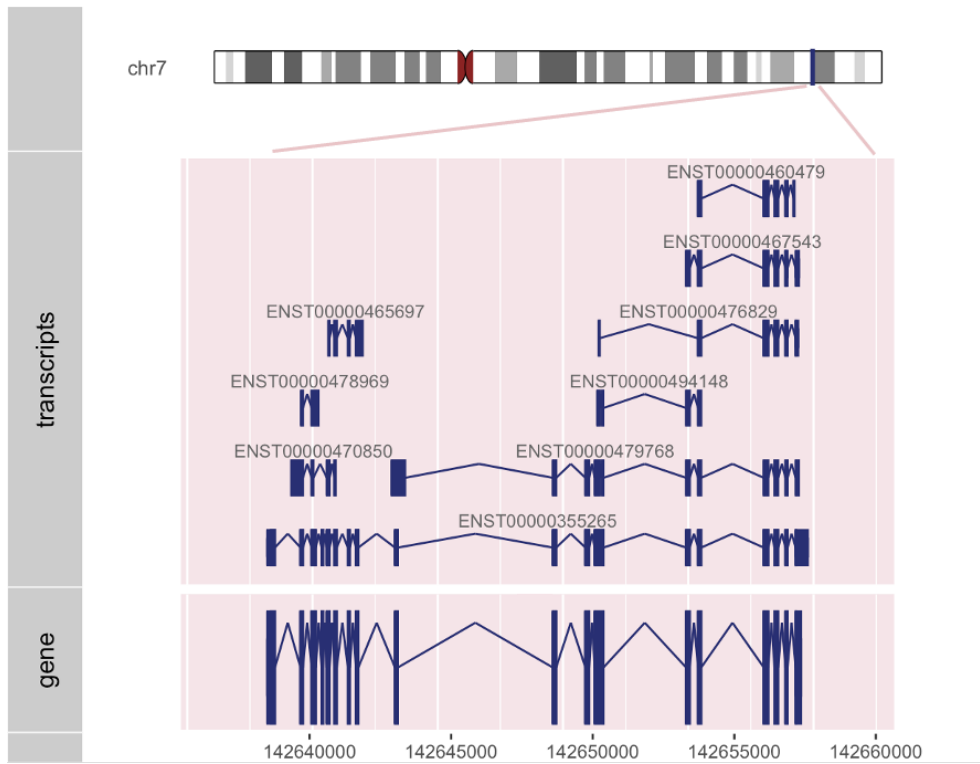 chr7
transcripts
ENST00000460479
ENST00000467543
ENST00000465697 ENST00000476829
ENST00000478969 ENST00000494148
ENST00000470850 ENST00000479768
ENST00000355265
gene
142640000 142645000 142650000 142655000 142660000